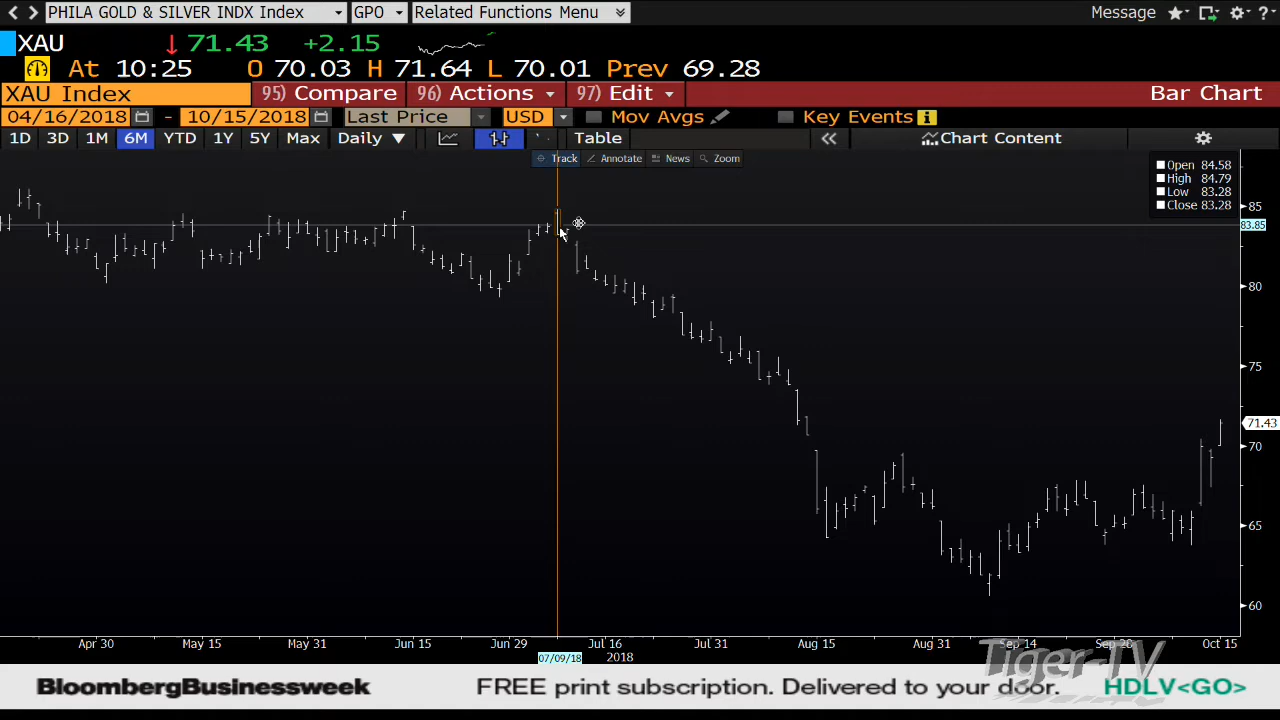 PHILA GOLD & SILVER INDX Index GPO Related Functions Menu Message ?
XAU 71.43 +2.15
At 10:25 O 70.03 H 71.64 L 70.01 Prev 69.28
XAU Index 95) Compare 96) Actions 97) Edit Bar Chart
04/16/2018 - 10/15/2018 Last Price USD Mov Avgs Key Events i
1D 3D 1M 6M YTD 1Y 5Y Max Daily Table « Chart Content
Track Annotate News Zoom
Open 84.58
High 84.79
Low 83.28
Close 83.28
85
83.85
80
75
71.43
70
65
60
Apr 30 May 15 May 31 Jun 15 Jun 29 Jul 16 Jul 31 Aug 15 Aug 31 Sep 14 Sep 28 Oct 15
07/09/18 2018
Tiger-TV
BloombergBusinessweek FREE print subscription. Delivered to your door. HDLV<GO>